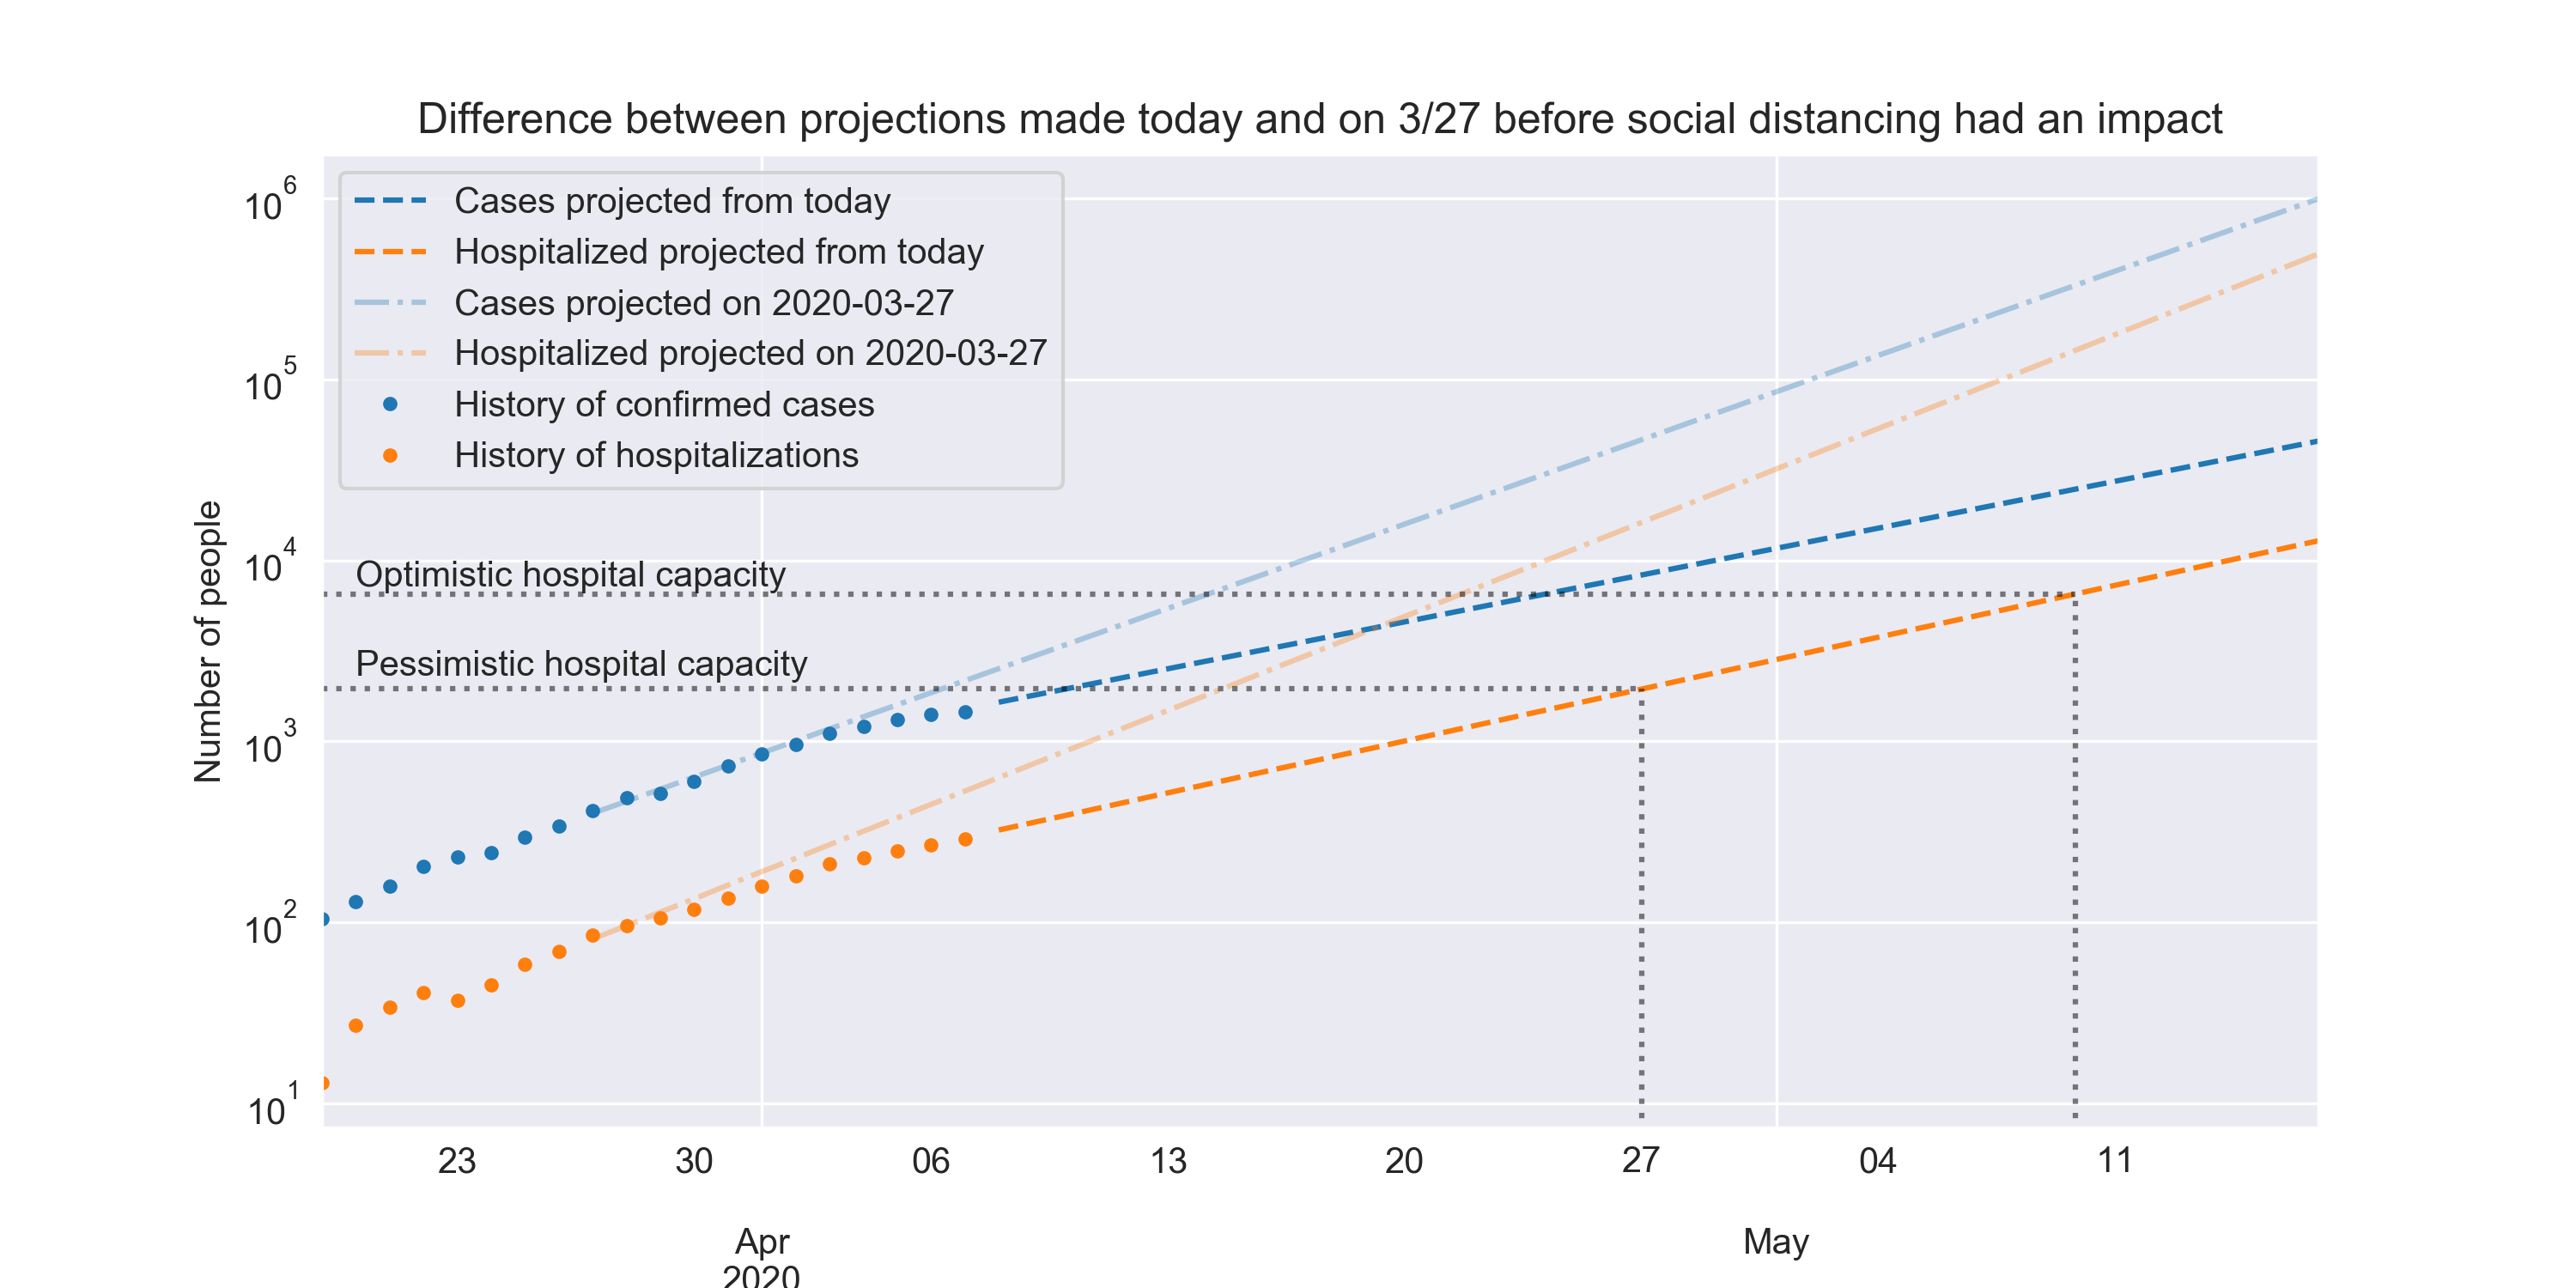 Difference between projections made today and on 3/27 before social distancing had an impact
Cases projected from today
Hospitalized projected from today
Cases projected on 2020-03-27
Hospitalized projected on 2020-03-27
History of confirmed cases
History of hospitalizations
10^6
10^5
10^4
10^3
10^2
10^1
Number of people
Optimistic hospital capacity
Pessimistic hospital capacity
23 30 06 13 20 27 04 11
Apr May
2020